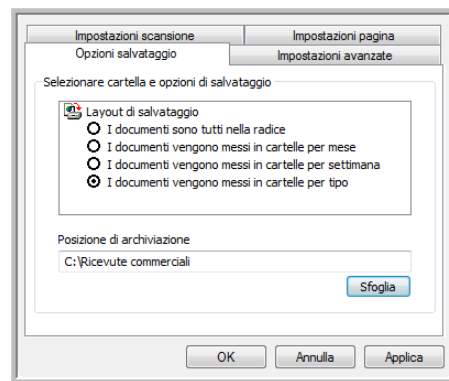 Impostazioni scansione
Impostazioni pagina
Opzioni salvataggio
Impostazioni avanzate
Selezionare cartella e opzioni di salvataggio
Layout di salvataggio
I documenti sono tutti nella radice
I documenti vengono messi in cartelle per mese
I documenti vengono messi in cartelle per settimana
I documenti vengono messi in cartelle per tipo
Posizione di archiviazione
C:\Ricevute commerciali
Sfoglia
OK
Annulla
Applica